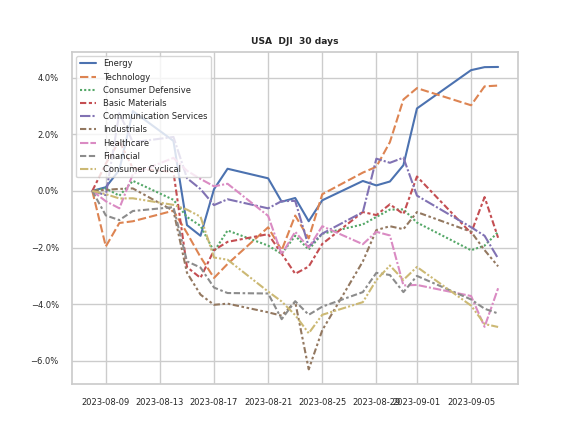 USA DJI 30 days
Energy
Technology
Consumer Defensive
Basic Materials
Communication Services
Industrials
Healthcare
Financial
Consumer Cyclical
4.0%
2.0%
0.0%
−2.0%
−4.0%
−6.0%
2023-08-09 2023-08-13 2023-08-17 2023-08-21 2023-08-25 2023-08-29 2023-09-01 2023-09-05